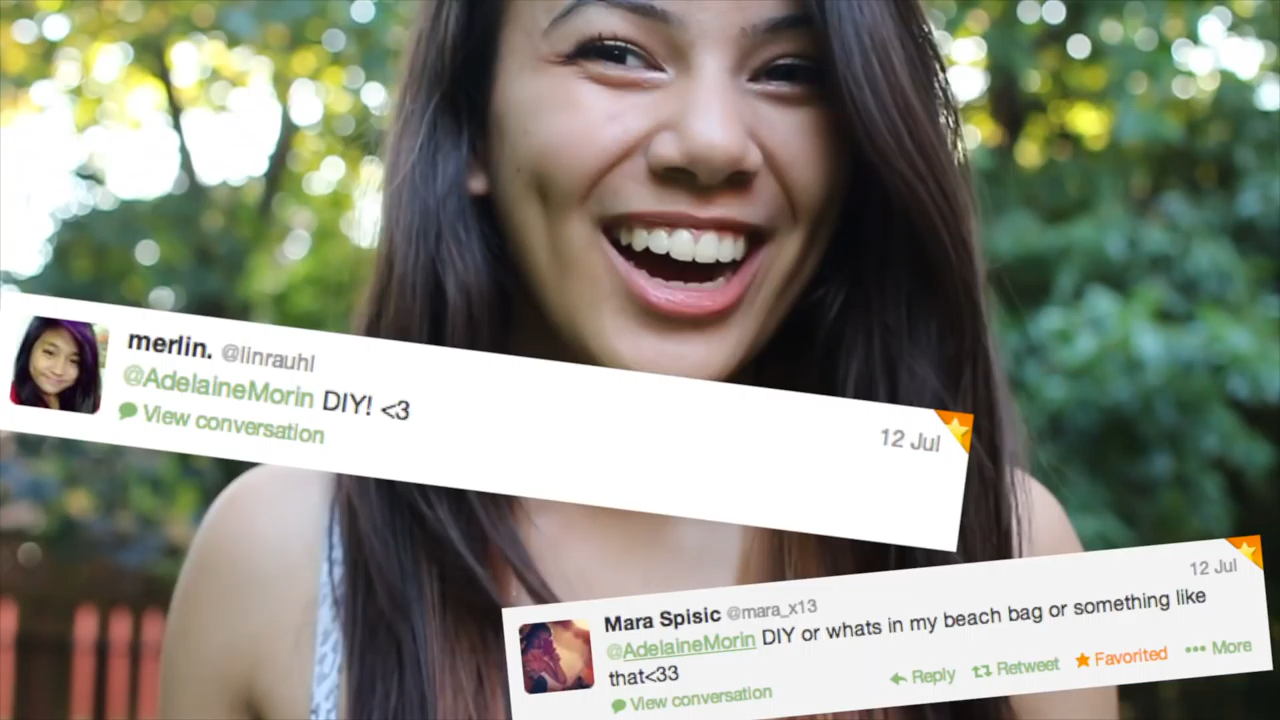 merlin. @linrauhl
@AdelaineMorin DIY! <3
View conversation
12 Jul
12 Jul
Mara Spisic @mara_x13
@AdelaineMorin DIY or whats in my beach bag or something like
that<33
Reply Retweet Favorited More
View conversation